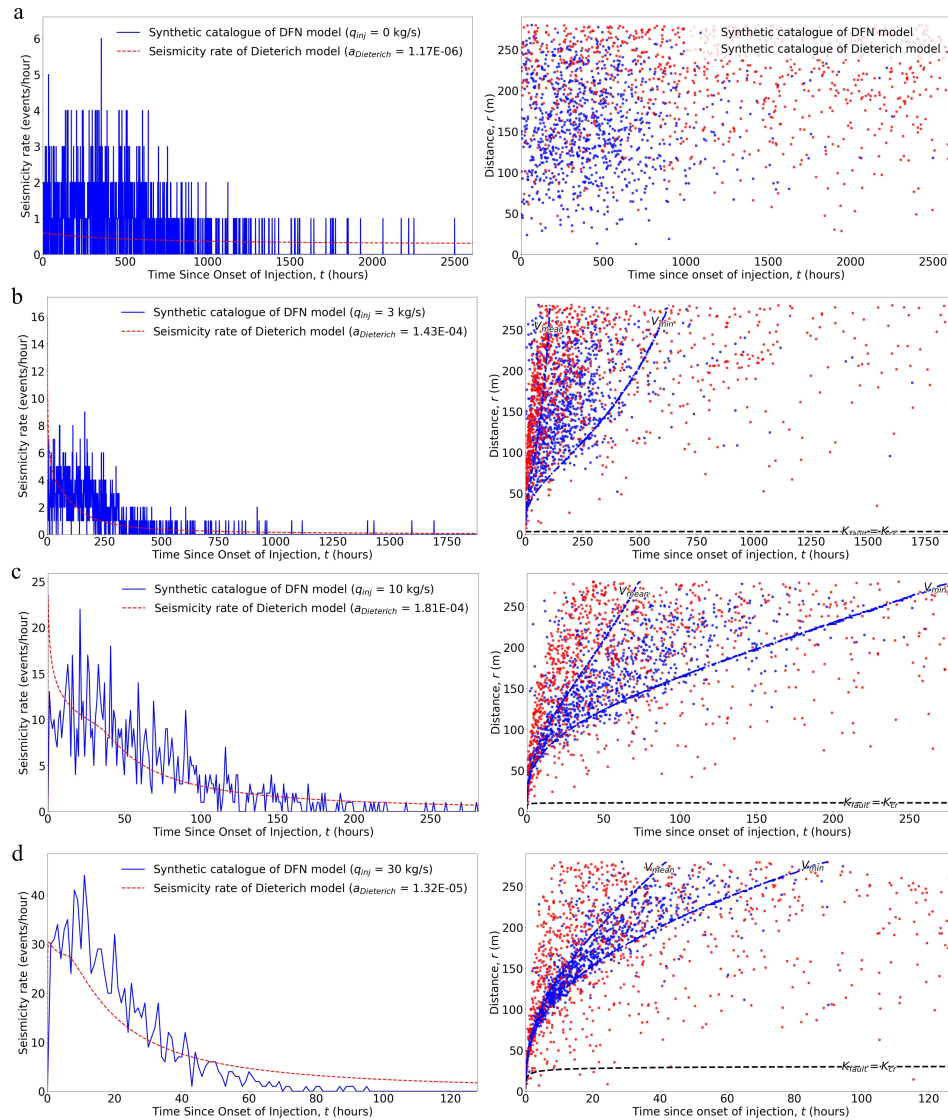 a
Synthetic catalogue of DFN model (q_inj = 0 kg/s)
Seismicity rate of Dieterich model (a_Dieterich = 1.17E-06)
Seismicity rate (events/hour)
6
5
4
3
2
1
0
0 500 1000 1500 2000 2500
Time Since Onset of Injection, t (hours)
Synthetic catalogue of DFN model
Synthetic catalogue of Dieterich model
Distance, r (m)
250
200
150
100
50
0
0 500 1000 1500 2000 2500
Time since onset of injection, t (hours)
b
Synthetic catalogue of DFN model (q_inj = 3 kg/s)
Seismicity rate of Dieterich model (a_Dieterich = 1.43E-04)
Seismicity rate (events/hour)
16
14
12
10
8
6
4
2
0
0 250 500 750 1000 1250 1500 1750
Time Since Onset of Injection, t (hours)
V_mean
V_min
K_fault = K_cr
Distance, r (m)
250
200
150
100
50
0
0 250 500 750 1000 1250 1500 1750
Time since onset of injection, t (hours)
c
Synthetic catalogue of DFN model (q_inj = 10 kg/s)
Seismicity rate of Dieterich model (a_Dieterich = 1.81E-04)
Seismicity rate (events/hour)
25
20
15
10
5
0
0 50 100 150 200 250
Time Since Onset of Injection, t (hours)
V_mean
V_min
K_fault = K_cr
Distance, r (m)
250
200
150
100
50
0
0 50 100 150 200 250
Time since onset of injection, t (hours)
d
Synthetic catalogue of DFN model (q_inj = 30 kg/s)
Seismicity rate of Dieterich model (a_Dieterich = 1.32E-05)
Seismicity rate (events/hour)
40
30
20
10
0
0 20 40 60 80 100 120
Time Since Onset of Injection, t (hours)
V_mean
V_min
K_fault = K_cr
Distance, r (m)
250
200
150
100
50
0
0 20 40 60 80 100 120
Time since onset of injection, t (hours)